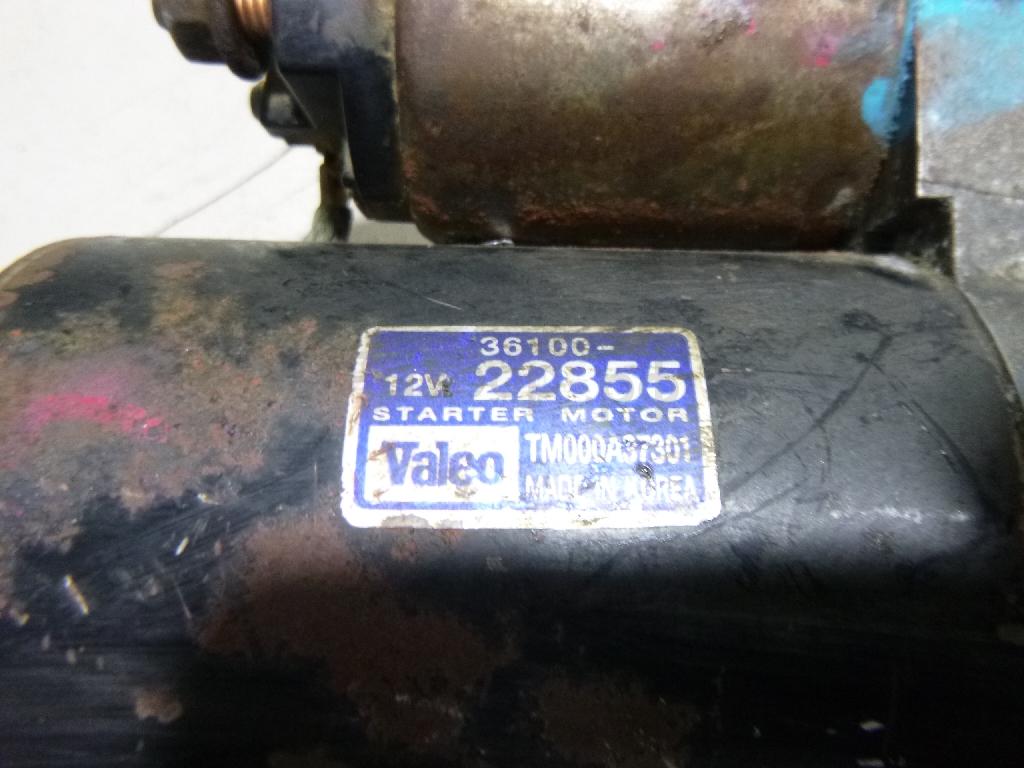 36100-
12V 22855
STARTER MOTOR
Valeo TM000A37301
MADE IN KOREA